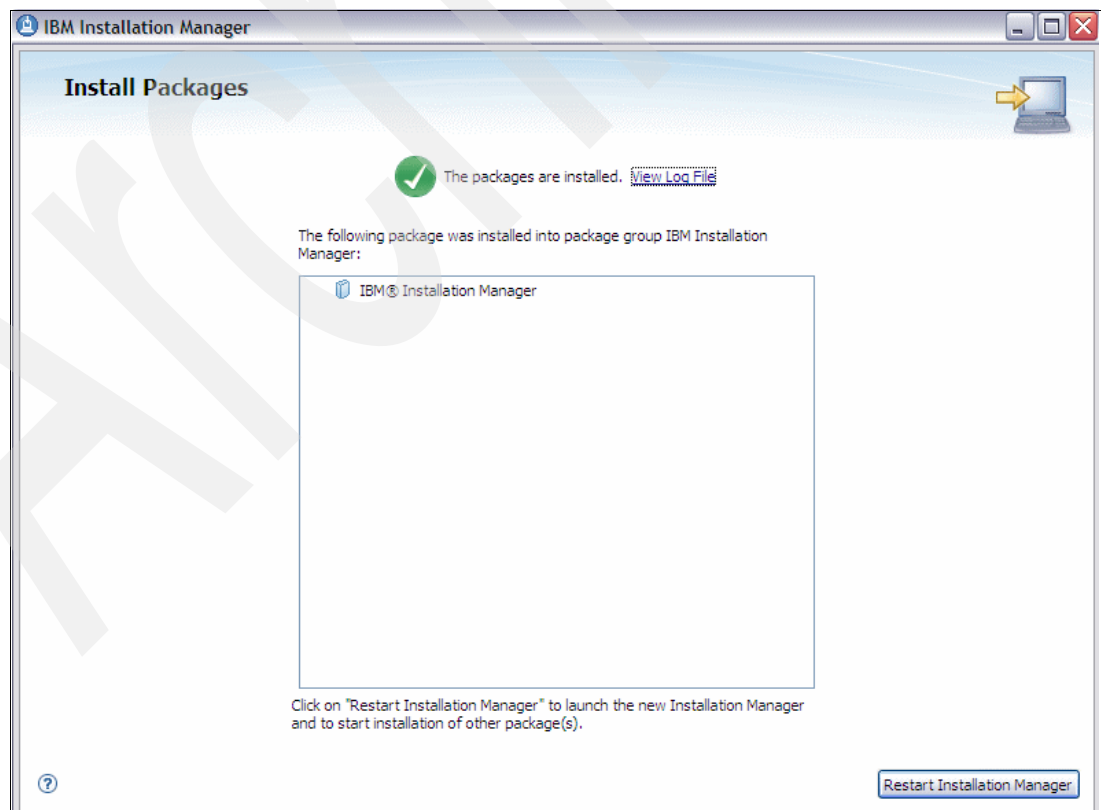 IBM Installation Manager
Install Packages
The packages are installed. View Log File
The following package was installed into package group IBM Installation
Manager:
IBM® Installation Manager
Click on "Restart Installation Manager" to launch the new Installation Manager
and to start installation of other package(s).
?
Restart Installation Manager